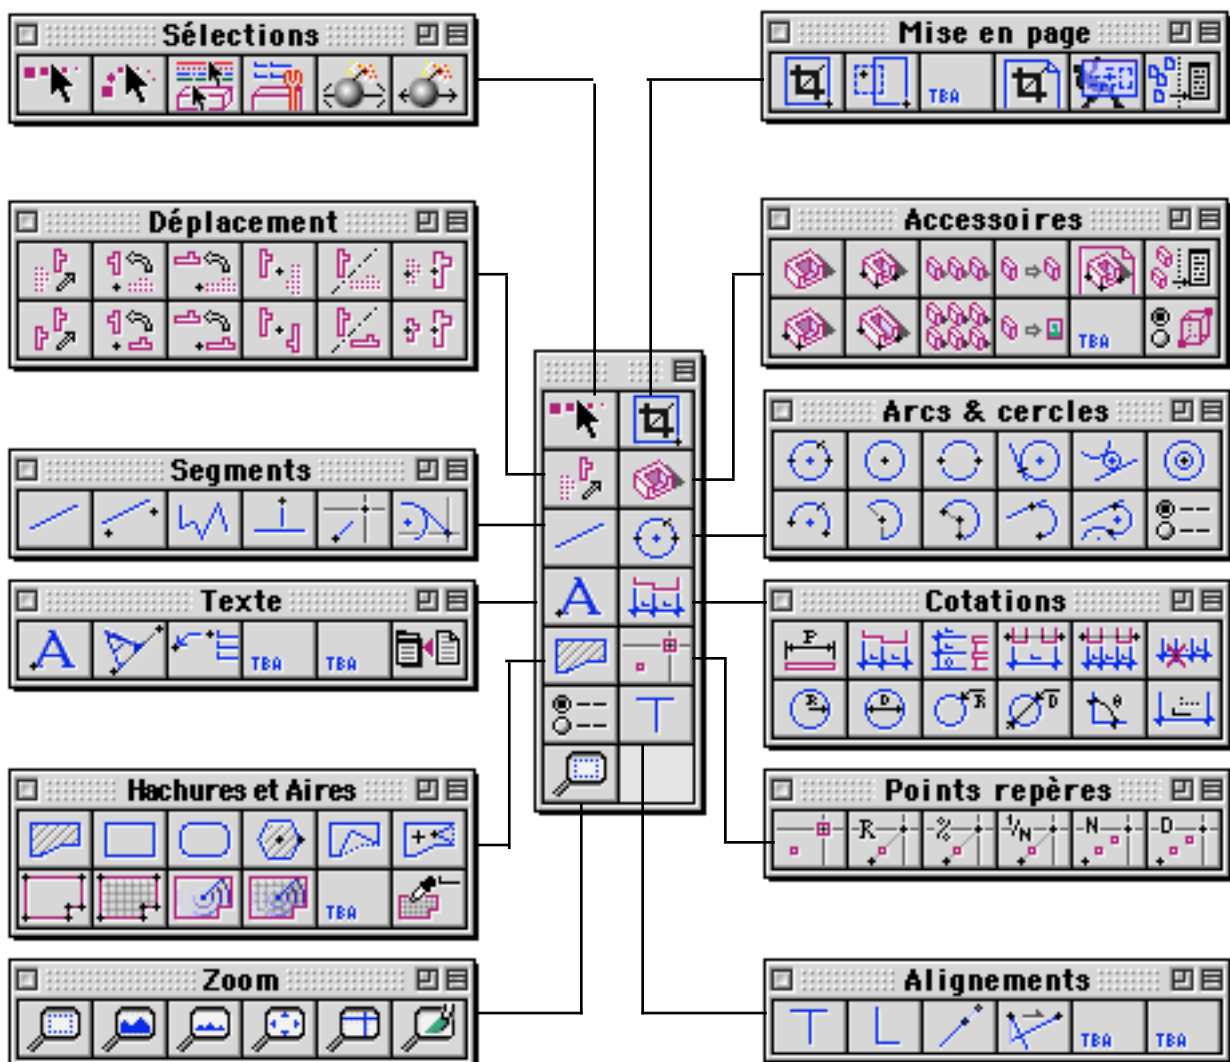 Sélections
Mise en page
TBA
Déplacement
Accessoires
TBA
Segments
Arcs & cercles
Texte
A
TBA
TBA
A
Cotations
P
R
D
R
D
θ
Hachures et Aires
TBA
Points repères
R
%
1/N
N
D
Zoom
Alignements
TBA
TBA